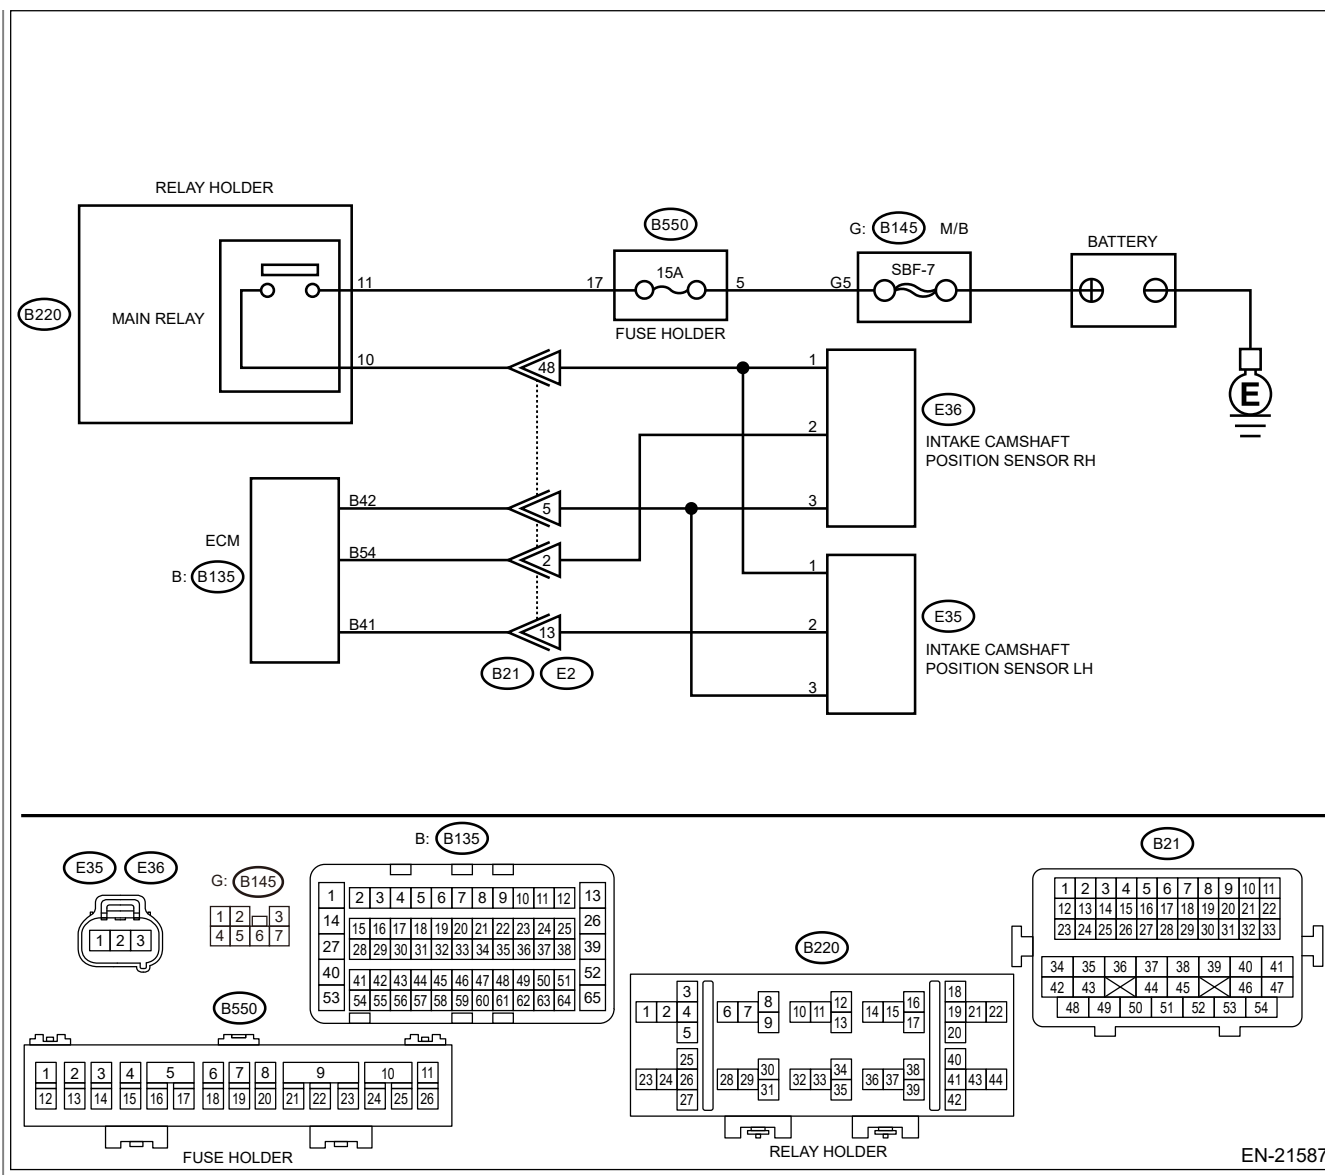 RELAY HOLDER
B550
G: B145 M/B
BATTERY
15A
SBF-7
11
17
5
G5
B220
MAIN RELAY
FUSE HOLDER
10
48
1
E
E36
2
INTAKE CAMSHAFT
POSITION SENSOR RH
B42
5
3
ECM
B54
2
1
B: B135
E35
B41
13
2
INTAKE CAMSHAFT
POSITION SENSOR LH
B21 E2
3
B: B135
B21
E35 E36
G: B145
1 2 3
4 5 6 7
1 2 3
1 2 3 4 5 6 7 8 9 10 11 12 13
14 15 16 17 18 19 20 21 22 23 24 25 26
27 28 29 30 31 32 33 34 35 36 37 38 39
40 41 42 43 44 45 46 47 48 49 50 51 52
53 54 55 56 57 58 59 60 61 62 63 64 65
1 2 3 4 5 6 7 8 9 10 11
12 13 14 15 16 17 18 19 20 21 22
23 24 25 26 27 28 29 30 31 32 33
34 35 36 37 38 39 40 41
42 43 44 45 46 47
48 49 50 51 52 53 54
B220
3 8 12 16 18
1 2 4 6 7 10 11 14 15 19 21 22
5 9 13 17 20
25 30 34 38 40
23 24 26 28 29 32 33 36 37 41 43 44
27 31 35 39 42
RELAY HOLDER
B550
1 2 3 4 5 6 7 8 9 10 11
12 13 14 15 16 17 18 19 20 21 22 23 24 25 26
FUSE HOLDER
EN-21587